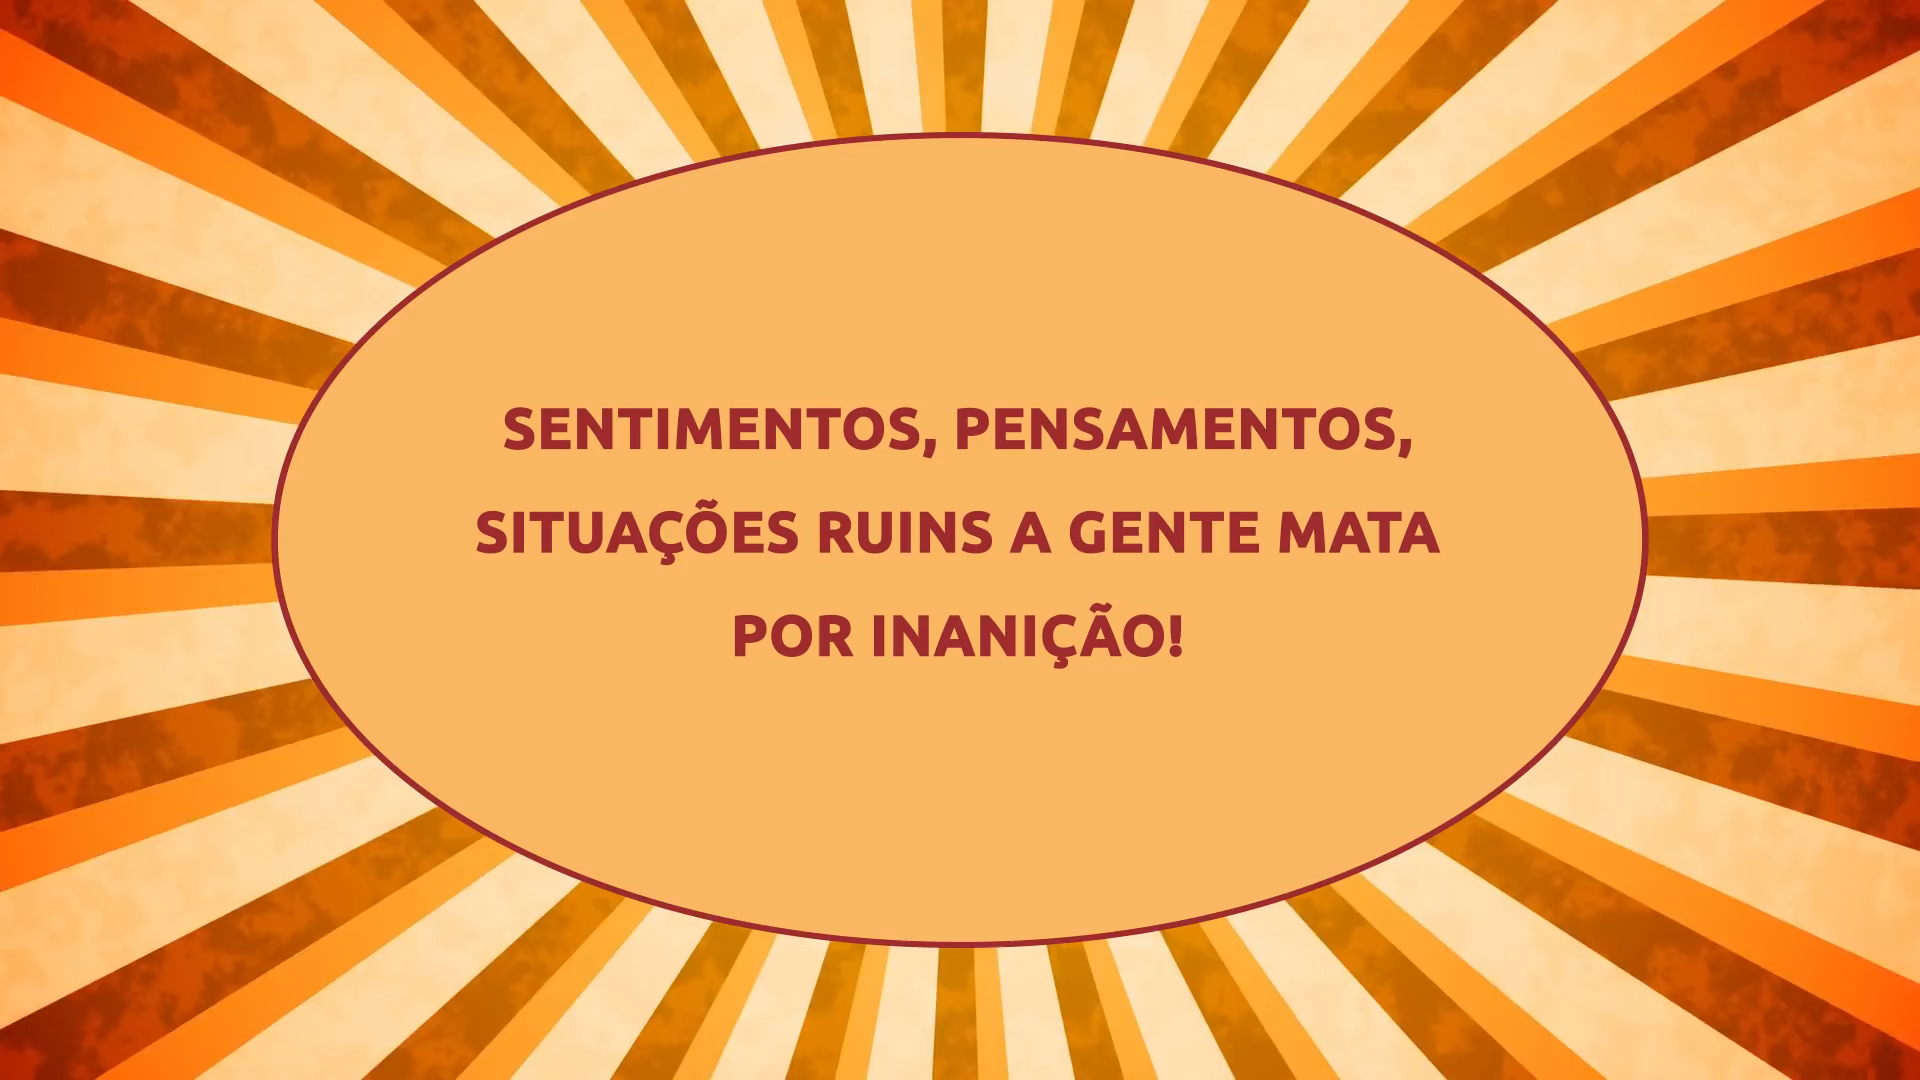 SENTIMENTOS, PENSAMENTOS,
SITUAÇÕES RUINS A GENTE MATA
POR INANIÇÃO!